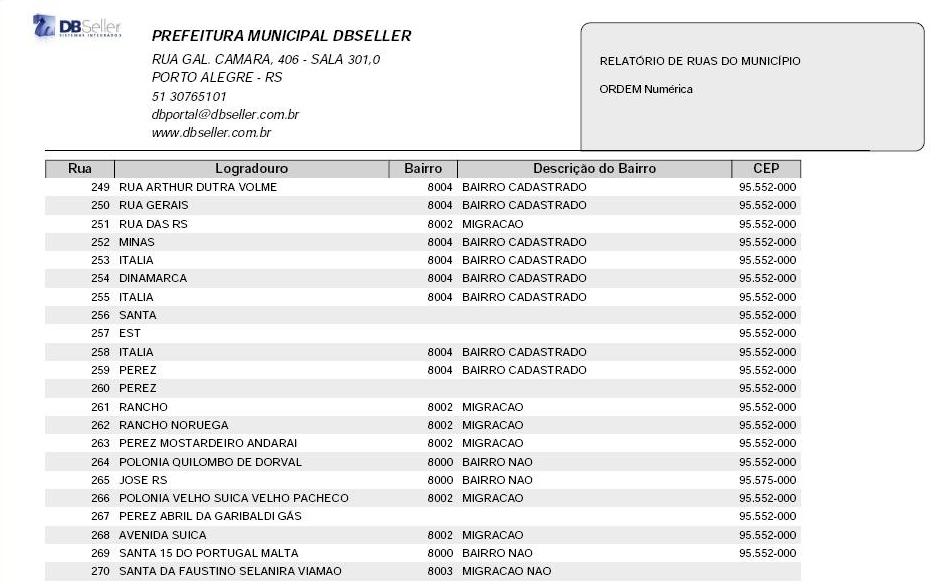 DBSeller
SISTEMAS INTEGRADOS
PREFEITURA MUNICIPAL DBSELLER
RUA GAL. CAMARA, 406 - SALA 301,0
PORTO ALEGRE - RS
51 30765101
dbportal@dbseller.com.br
www.dbseller.com.br
RELATÓRIO DE RUAS DO MUNICÍPIO
ORDEM Numérica
Rua Logradouro Bairro Descrição do Bairro CEP
249 RUA ARTHUR DUTRA VOLME 8004 BAIRRO CADASTRADO 95.552-000
250 RUA GERAIS 8004 BAIRRO CADASTRADO 95.552-000
251 RUA DAS RS 8002 MIGRACAO 95.552-000
252 MINAS 8004 BAIRRO CADASTRADO 95.552-000
253 ITALIA 8004 BAIRRO CADASTRADO 95.552-000
254 DINAMARCA 8004 BAIRRO CADASTRADO 95.552-000
255 ITALIA 8004 BAIRRO CADASTRADO 95.552-000
256 SANTA 95.552-000
257 EST 95.552-000
258 ITALIA 8004 BAIRRO CADASTRADO 95.552-000
259 PEREZ 8004 BAIRRO CADASTRADO 95.552-000
260 PEREZ 95.552-000
261 RANCHO 8002 MIGRACAO 95.552-000
262 RANCHO NORUEGA 8002 MIGRACAO 95.552-000
263 PEREZ MOSTARDEIRO ANDARAI 8002 MIGRACAO 95.552-000
264 POLONIA QUILOMBO DE DORVAL 8000 BAIRRO NAO 95.552-000
265 JOSE RS 8000 BAIRRO NAO 95.575-000
266 POLONIA VELHO SUICA VELHO PACHECO 8002 MIGRACAO 95.552-000
267 PEREZ ABRIL DA GARIBALDI GÁS 95.552-000
268 AVENIDA SUICA 8002 MIGRACAO 95.552-000
269 SANTA 15 DO PORTUGAL MALTA 8000 BAIRRO NAO 95.552-000
270 SANTA DA FAUSTINO SELANIRA VIAMAO 8003 MIGRACAO NAO